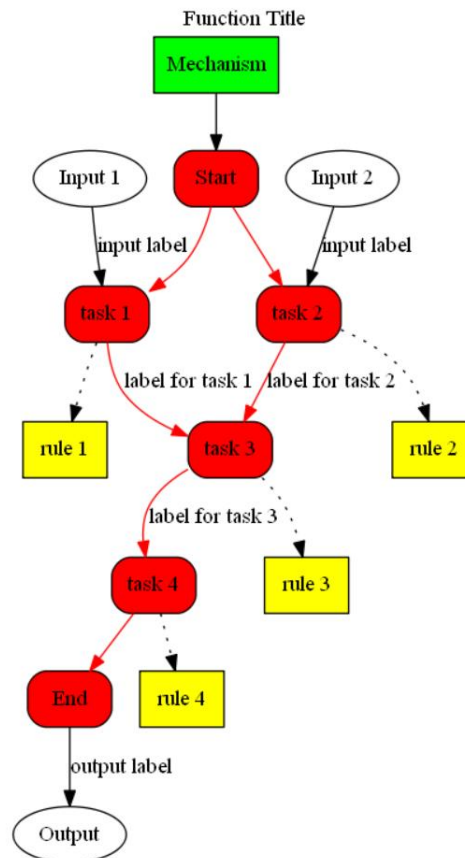 Function Title
Mechanism
Input 1
Start
Input 2
input label
input label
task 1
task 2
label for task 1
label for task 2
rule 1
task 3
rule 2
label for task 3
task 4
rule 3
End
rule 4
output label
Output